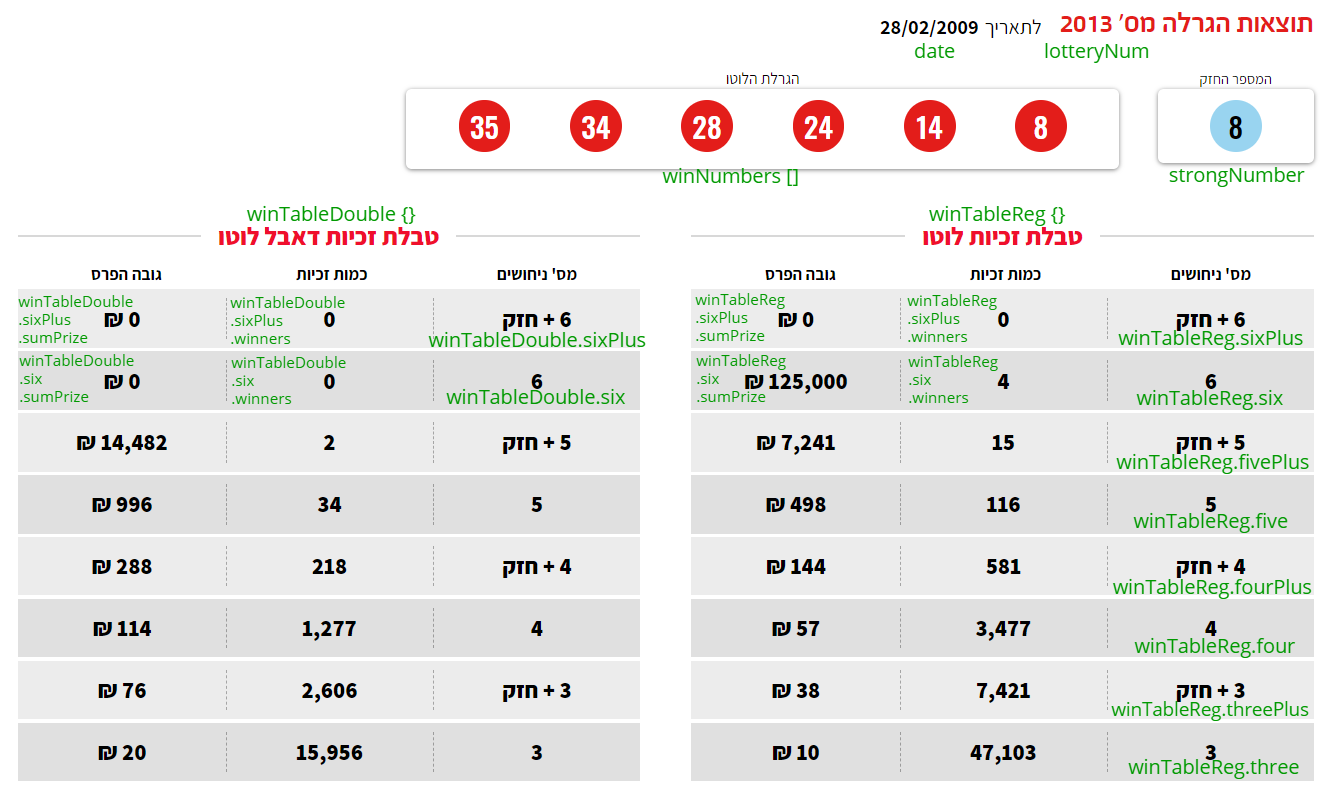 תוצאות הגרלה מס׳ 2013 לתאריך 28/02/2009
lotteryNum date
המספר החזק
8
strongNumber
הגרלת הלוטו
8 14 24 28 34 35
winNumbers []
winTableReg {}
טבלת זכיות לוטו
מס' ניחושים כמות זכיות גובה הפרס
6 + חזק 0 0 ₪
winTableReg.sixPlus
winTableReg
.sixPlus
.winners
winTableReg
.sixPlus
.sumPrize
6 4 125,000 ₪
winTableReg.six
winTableReg
.six
.winners
winTableReg
.six
.sumPrize
5 + חזק 15 7,241 ₪
winTableReg.fivePlus
5 116 498 ₪
winTableReg.five
4 + חזק 581 144 ₪
winTableReg.fourPlus
4 3,477 57 ₪
winTableReg.four
3 + חזק 7,421 38 ₪
winTableReg.threePlus
3 47,103 10 ₪
winTableReg.three
winTableDouble {}
טבלת זכיות דאבל לוטו
מס' ניחושים כמות זכיות גובה הפרס
6 + חזק 0 0 ₪
winTableDouble.sixPlus
winTableDouble
.sixPlus
.winners
winTableDouble
.sixPlus
.sumPrize
6 0 0 ₪
winTableDouble.six
winTableDouble
.six
.winners
winTableDouble
.six
.sumPrize
5 + חזק 2 14,482 ₪
5 34 996 ₪
4 + חזק 218 288 ₪
4 1,277 114 ₪
3 + חזק 2,606 76 ₪
3 15,956 20 ₪